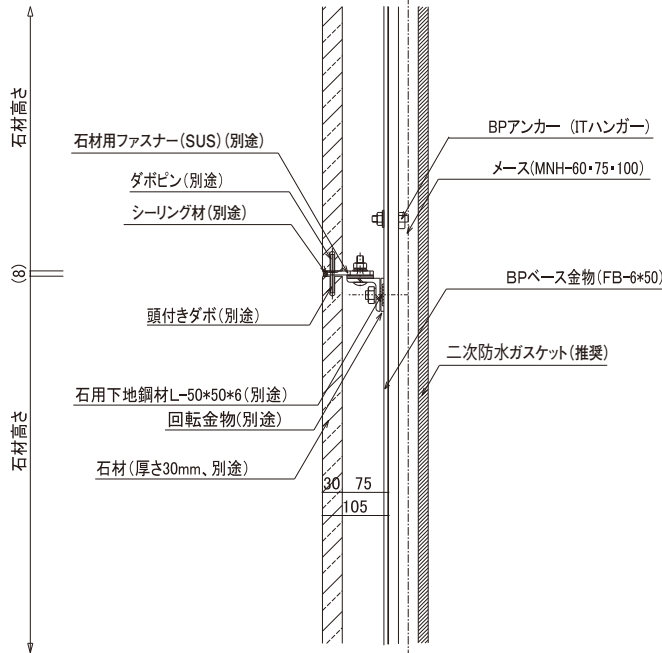 石材高さ
BPアンカー (ITハンガー)
石材用ファスナー(SUS)(別途)
メース(MNH-60・75・100)
ダボピン(別途)
シーリング材(別途)
(8)
BPベース金物(FB-6*50)
頭付きダボ(別途)
二次防水ガスケット(推奨)
石用下地鋼材L-50*50*6(別途)
回転金物(別途)
石材高さ
石材(厚さ30mm、別途)
30 75
105